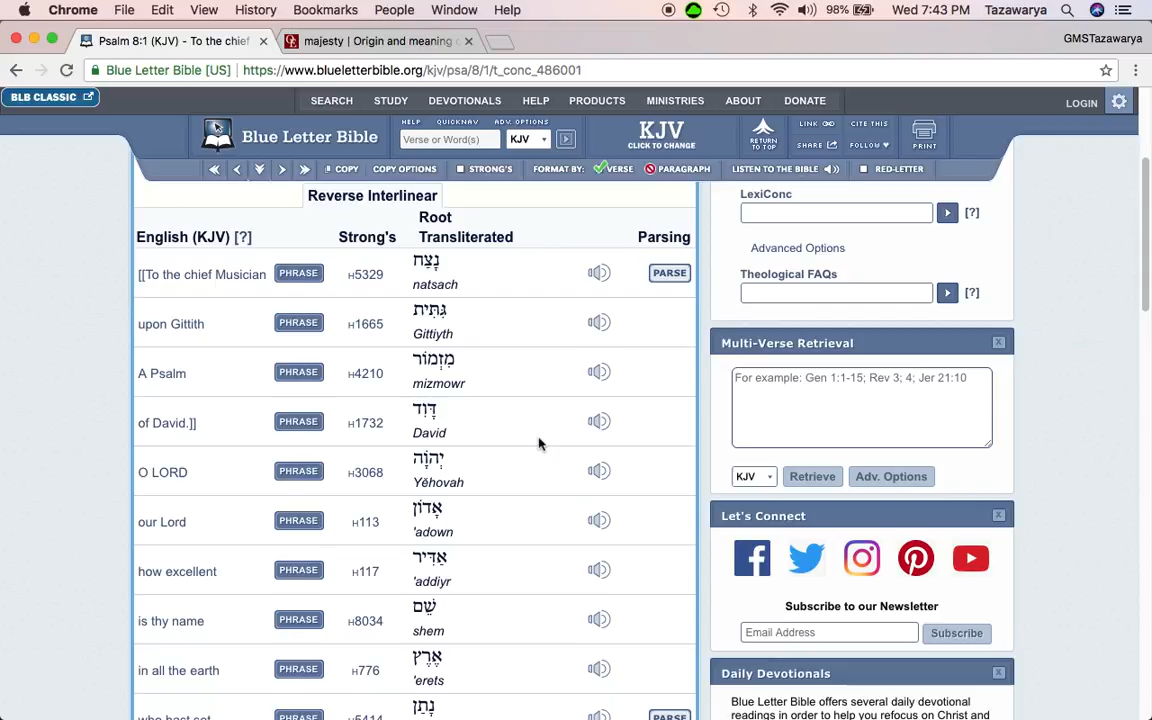 Chrome File Edit View History Bookmarks People Window Help 98% Wed 7:43 PM Tazawarya
Psalm 8:1 (KJV) - To the chief majesty | Origin and meaning GMSTazawarya
Blue Letter Bible [US] https://www.blueletterbible.org/kjv/psa/8/1/t_conc_486001
BLB CLASSIC SEARCH STUDY DEVOTIONALS HELP PRODUCTS MINISTRIES ABOUT DONATE LOGIN
Blue Letter Bible
HELP QUICKNAV ADV. OPTIONS
Verse or Word(s) KJV
KJV
CLICK TO CHANGE
RETURN TO TOP
LINK CITE THIS
SHARE FOLLOW
PRINT
COPY COPY OPTIONS STRONG'S FORMAT BY: VERSE PARAGRAPH LISTEN TO THE BIBLE RED-LETTER
Reverse Interlinear
English (KJV) [?] Strong's Root Transliterated Parsing
[[To the chief Musician PHRASE H5329 נָצַח PARSE
natsach
upon Gittith PHRASE H1665 גִּתִּית
Gittiyth
A Psalm PHRASE H4210 מִזְמוֹר
mizmowr
of David.]] PHRASE H1732 דָּוִד
David
O LORD PHRASE H3068 יְהֹוָה
Yĕhovah
our Lord PHRASE H113 אָדוֹן
'adown
how excellent PHRASE H117 אַדִּיר
'addiyr
is thy name PHRASE H8034 שֵׁם
shem
in all the earth PHRASE H776 אֶרֶץ
'erets
who hast set PHRASE H5414 נָתַן PARSE
LexiConc
[?]
Advanced Options
Theological FAQs
[?]
Multi-Verse Retrieval X
For example: Gen 1:1-15; Rev 3; 4; Jer 21:10
KJV Retrieve Adv. Options
Let's Connect X
Subscribe to our Newsletter
Email Address Subscribe
Daily Devotionals X
Blue Letter Bible offers several daily devotional
readings in order to help you refocus on Christ and